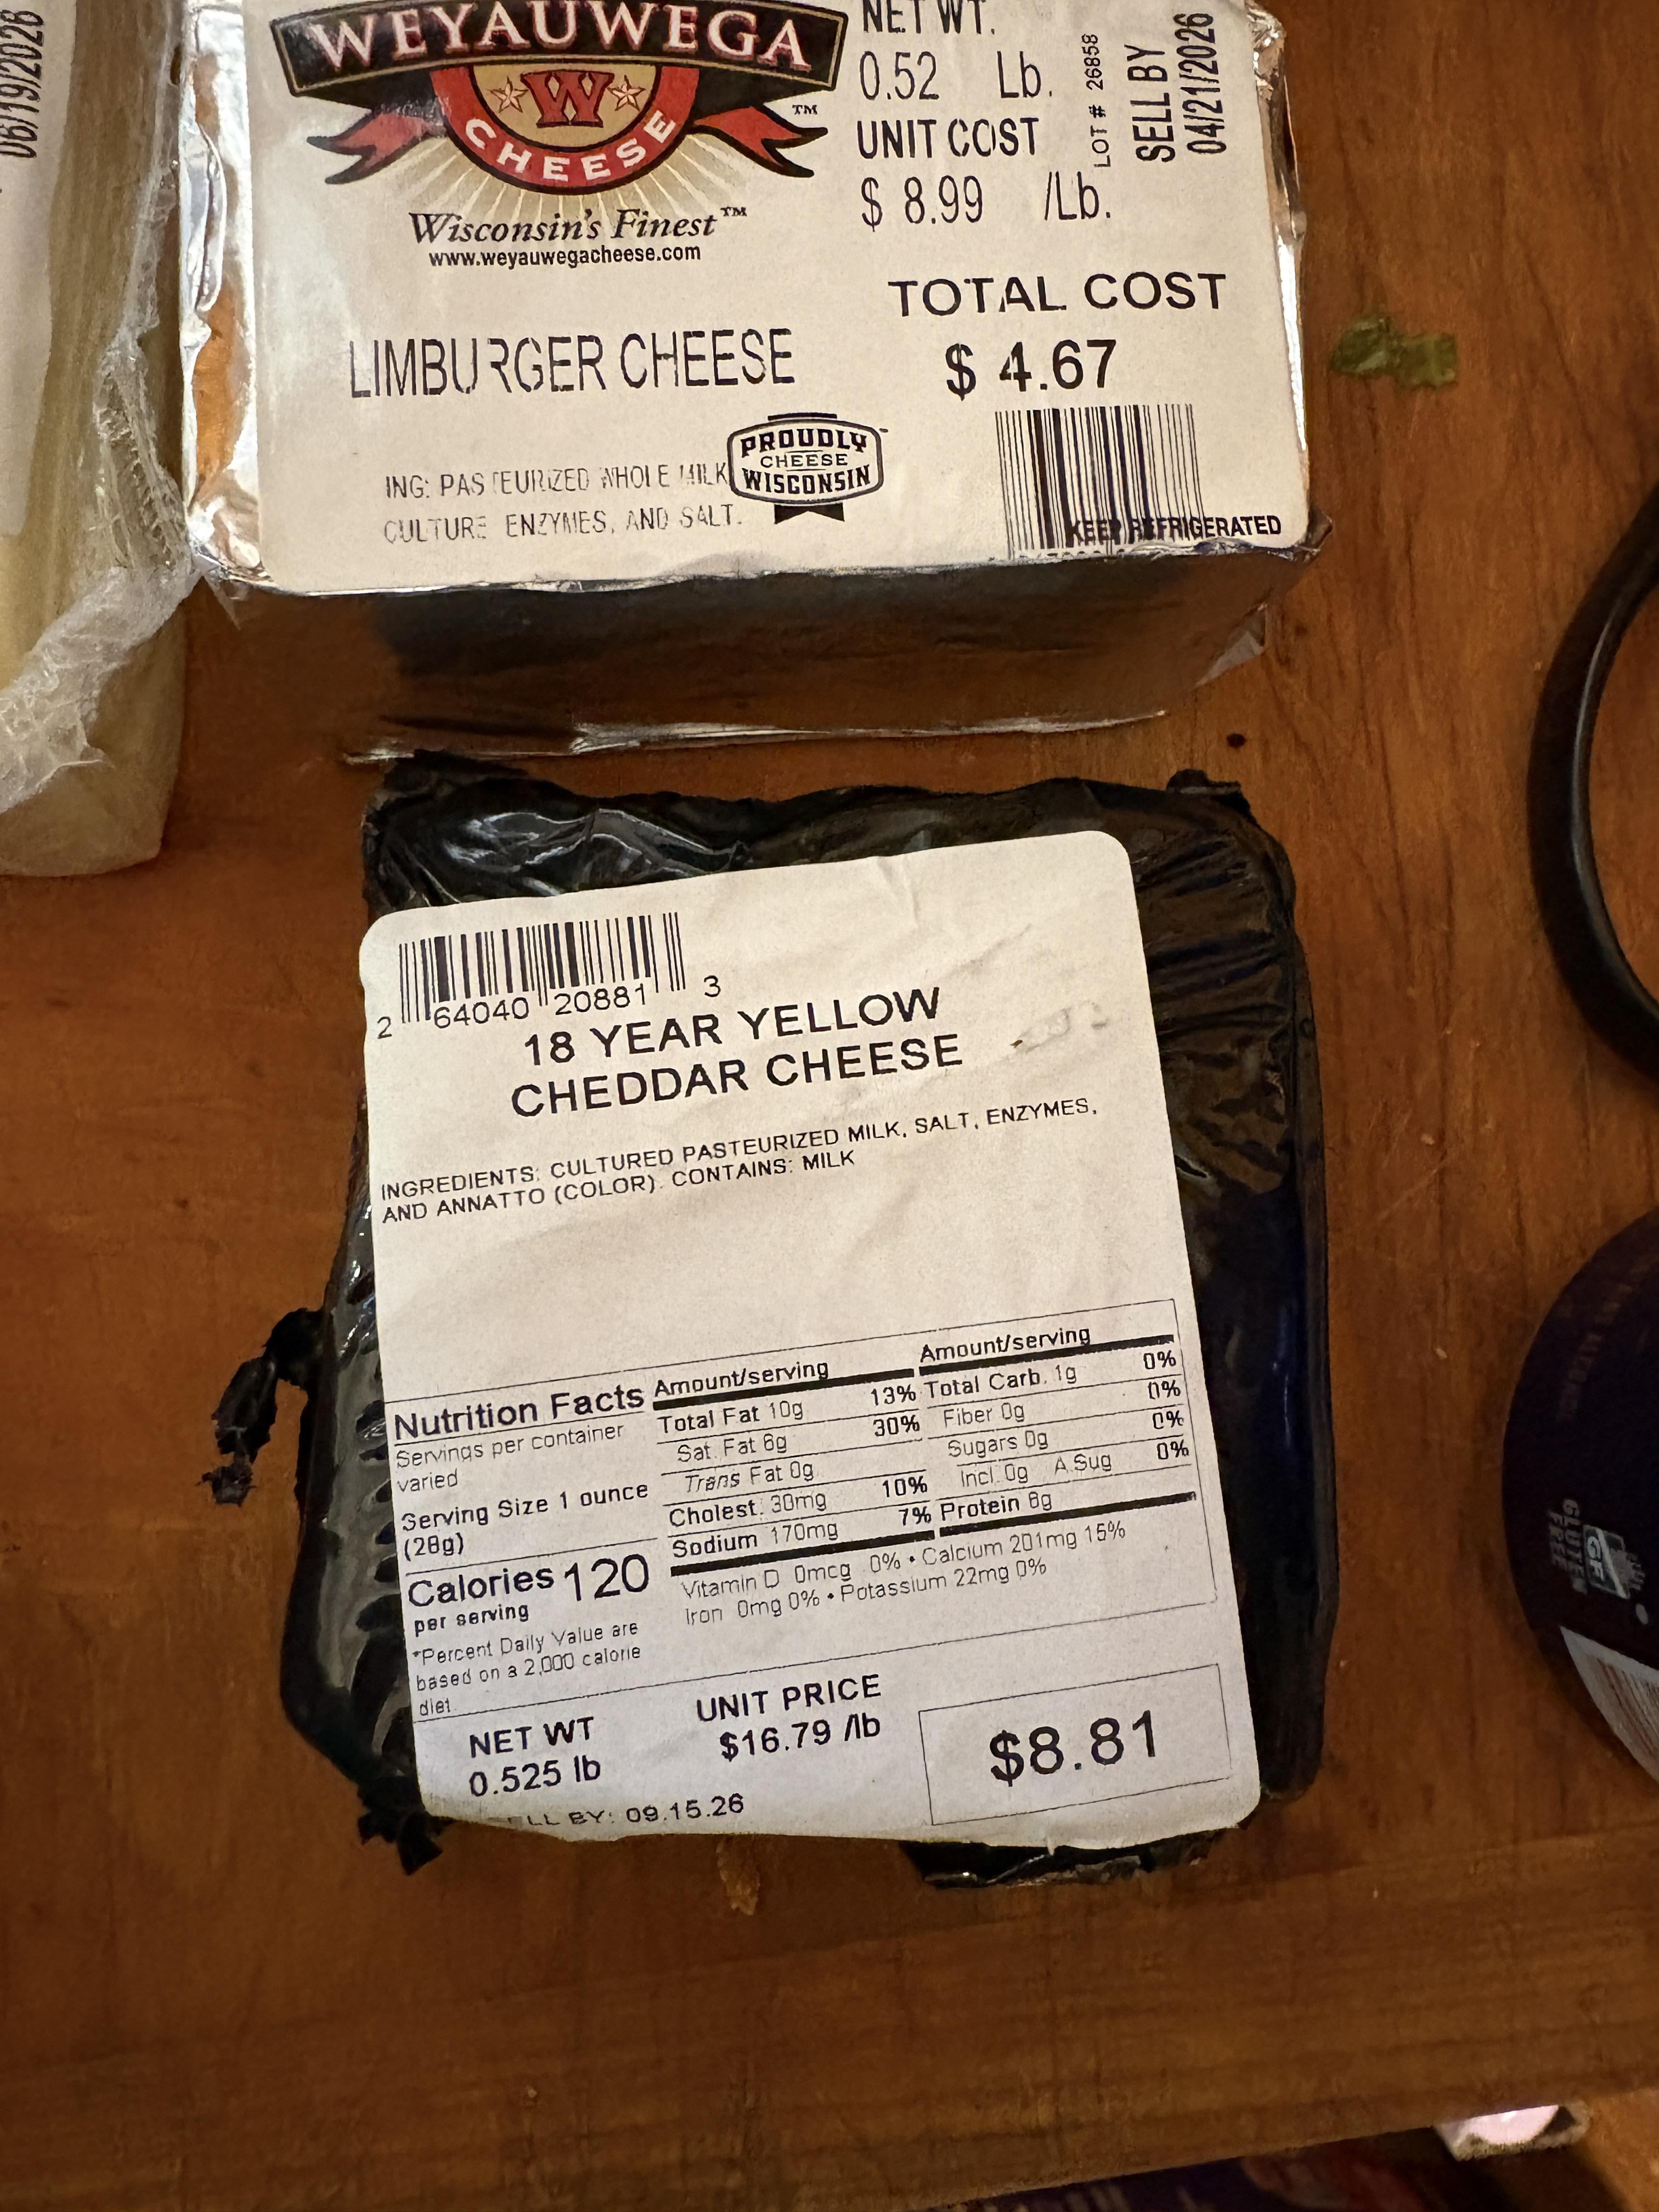 06/19/2026
WEYAUWEGA
W
CHEESE
TM
Wisconsin's Finest™
www.weyauwegacheese.com
NET WT.
0.52 Lb.
UNIT COST
$ 8.99 /Lb.
LOT # 26858
SELL BY
04/21/2026
TOTAL COST
$ 4.67
LIMBURGER CHEESE
ING: PASTEURIZED WHOLE MILK
CULTURE ENZYMES, AND SALT.
PROUDLY
CHEESE
WISCONSIN
KEEP REFRIGERATED
2 64040 20881 3
18 YEAR YELLOW
CHEDDAR CHEESE
INGREDIENTS: CULTURED PASTEURIZED MILK, SALT, ENZYMES,
AND ANNATTO (COLOR). CONTAINS: MILK
Nutrition Facts
Servings per container
varied
Serving Size 1 ounce
(28g)
Calories 120
per serving
*Percent Daily Value are
based on a 2,000 calorie
diet
Amount/serving
Total Fat 10g 13%
Sat. Fat 6g 30%
Trans Fat 0g
Cholest. 30mg 10%
Sodium 170mg 7%
Amount/serving
Total Carb. 1g 0%
Fiber 0g 0%
Sugars 0g 0%
Incl. 0g A.Sug 0%
Protein 8g
Vitamin D 0mcg 0% • Calcium 201mg 15%
Iron 0mg 0% • Potassium 22mg 0%
NET WT
0.525 lb
UNIT PRICE
$16.79 /lb
$8.81
ELL BY: 09.15.26
GLUTEN
FREE
GF